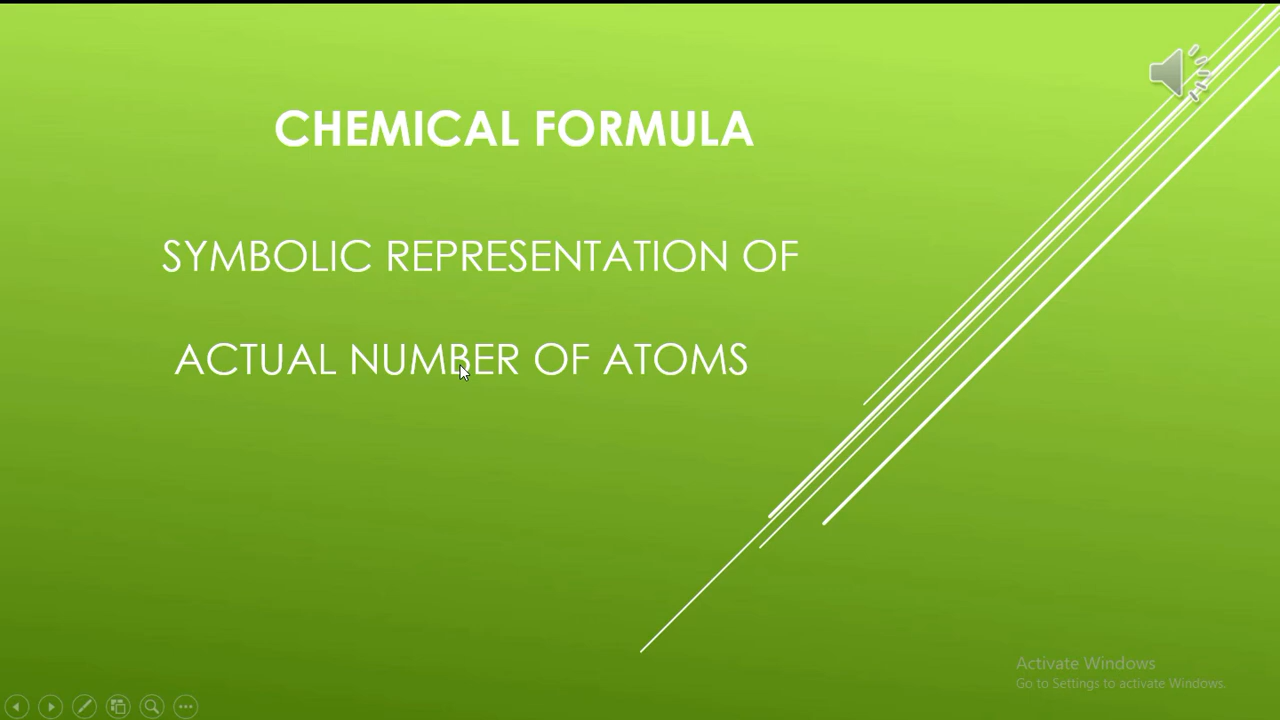 CHEMICAL FORMULA
SYMBOLIC REPRESENTATION OF
ACTUAL NUMBER OF ATOMS
Activate Windows
Go to Settings to activate Windows.